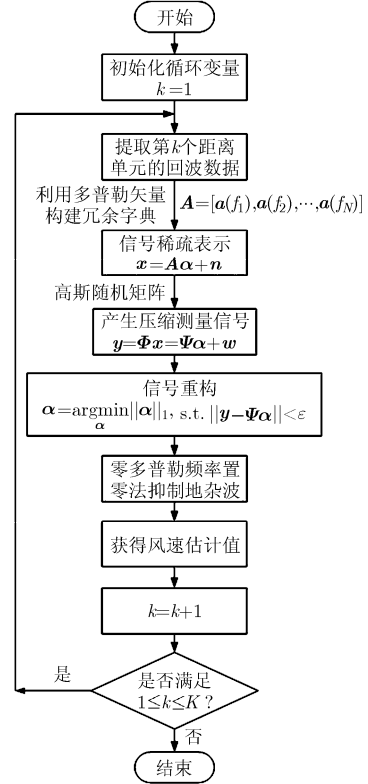 开始
初始化循环变量
k=1
提取第k个距离
单元的回波数据
利用多普勒矢量
构建冗余字典
A=[a(f₁),a(f₂),⋯,a(f_N)]
信号稀疏表示
x=Aα+n
高斯随机矩阵
产生压缩测量信号
y=Φx=Ψα+w
信号重构
α=argmin||α||₁, s.t. ||y−Ψα||<ε
α
零多普勒频率置
零法抑制地杂波
获得风速估计值
k=k+1
是否满足
1≤k≤K?
是
否
结束